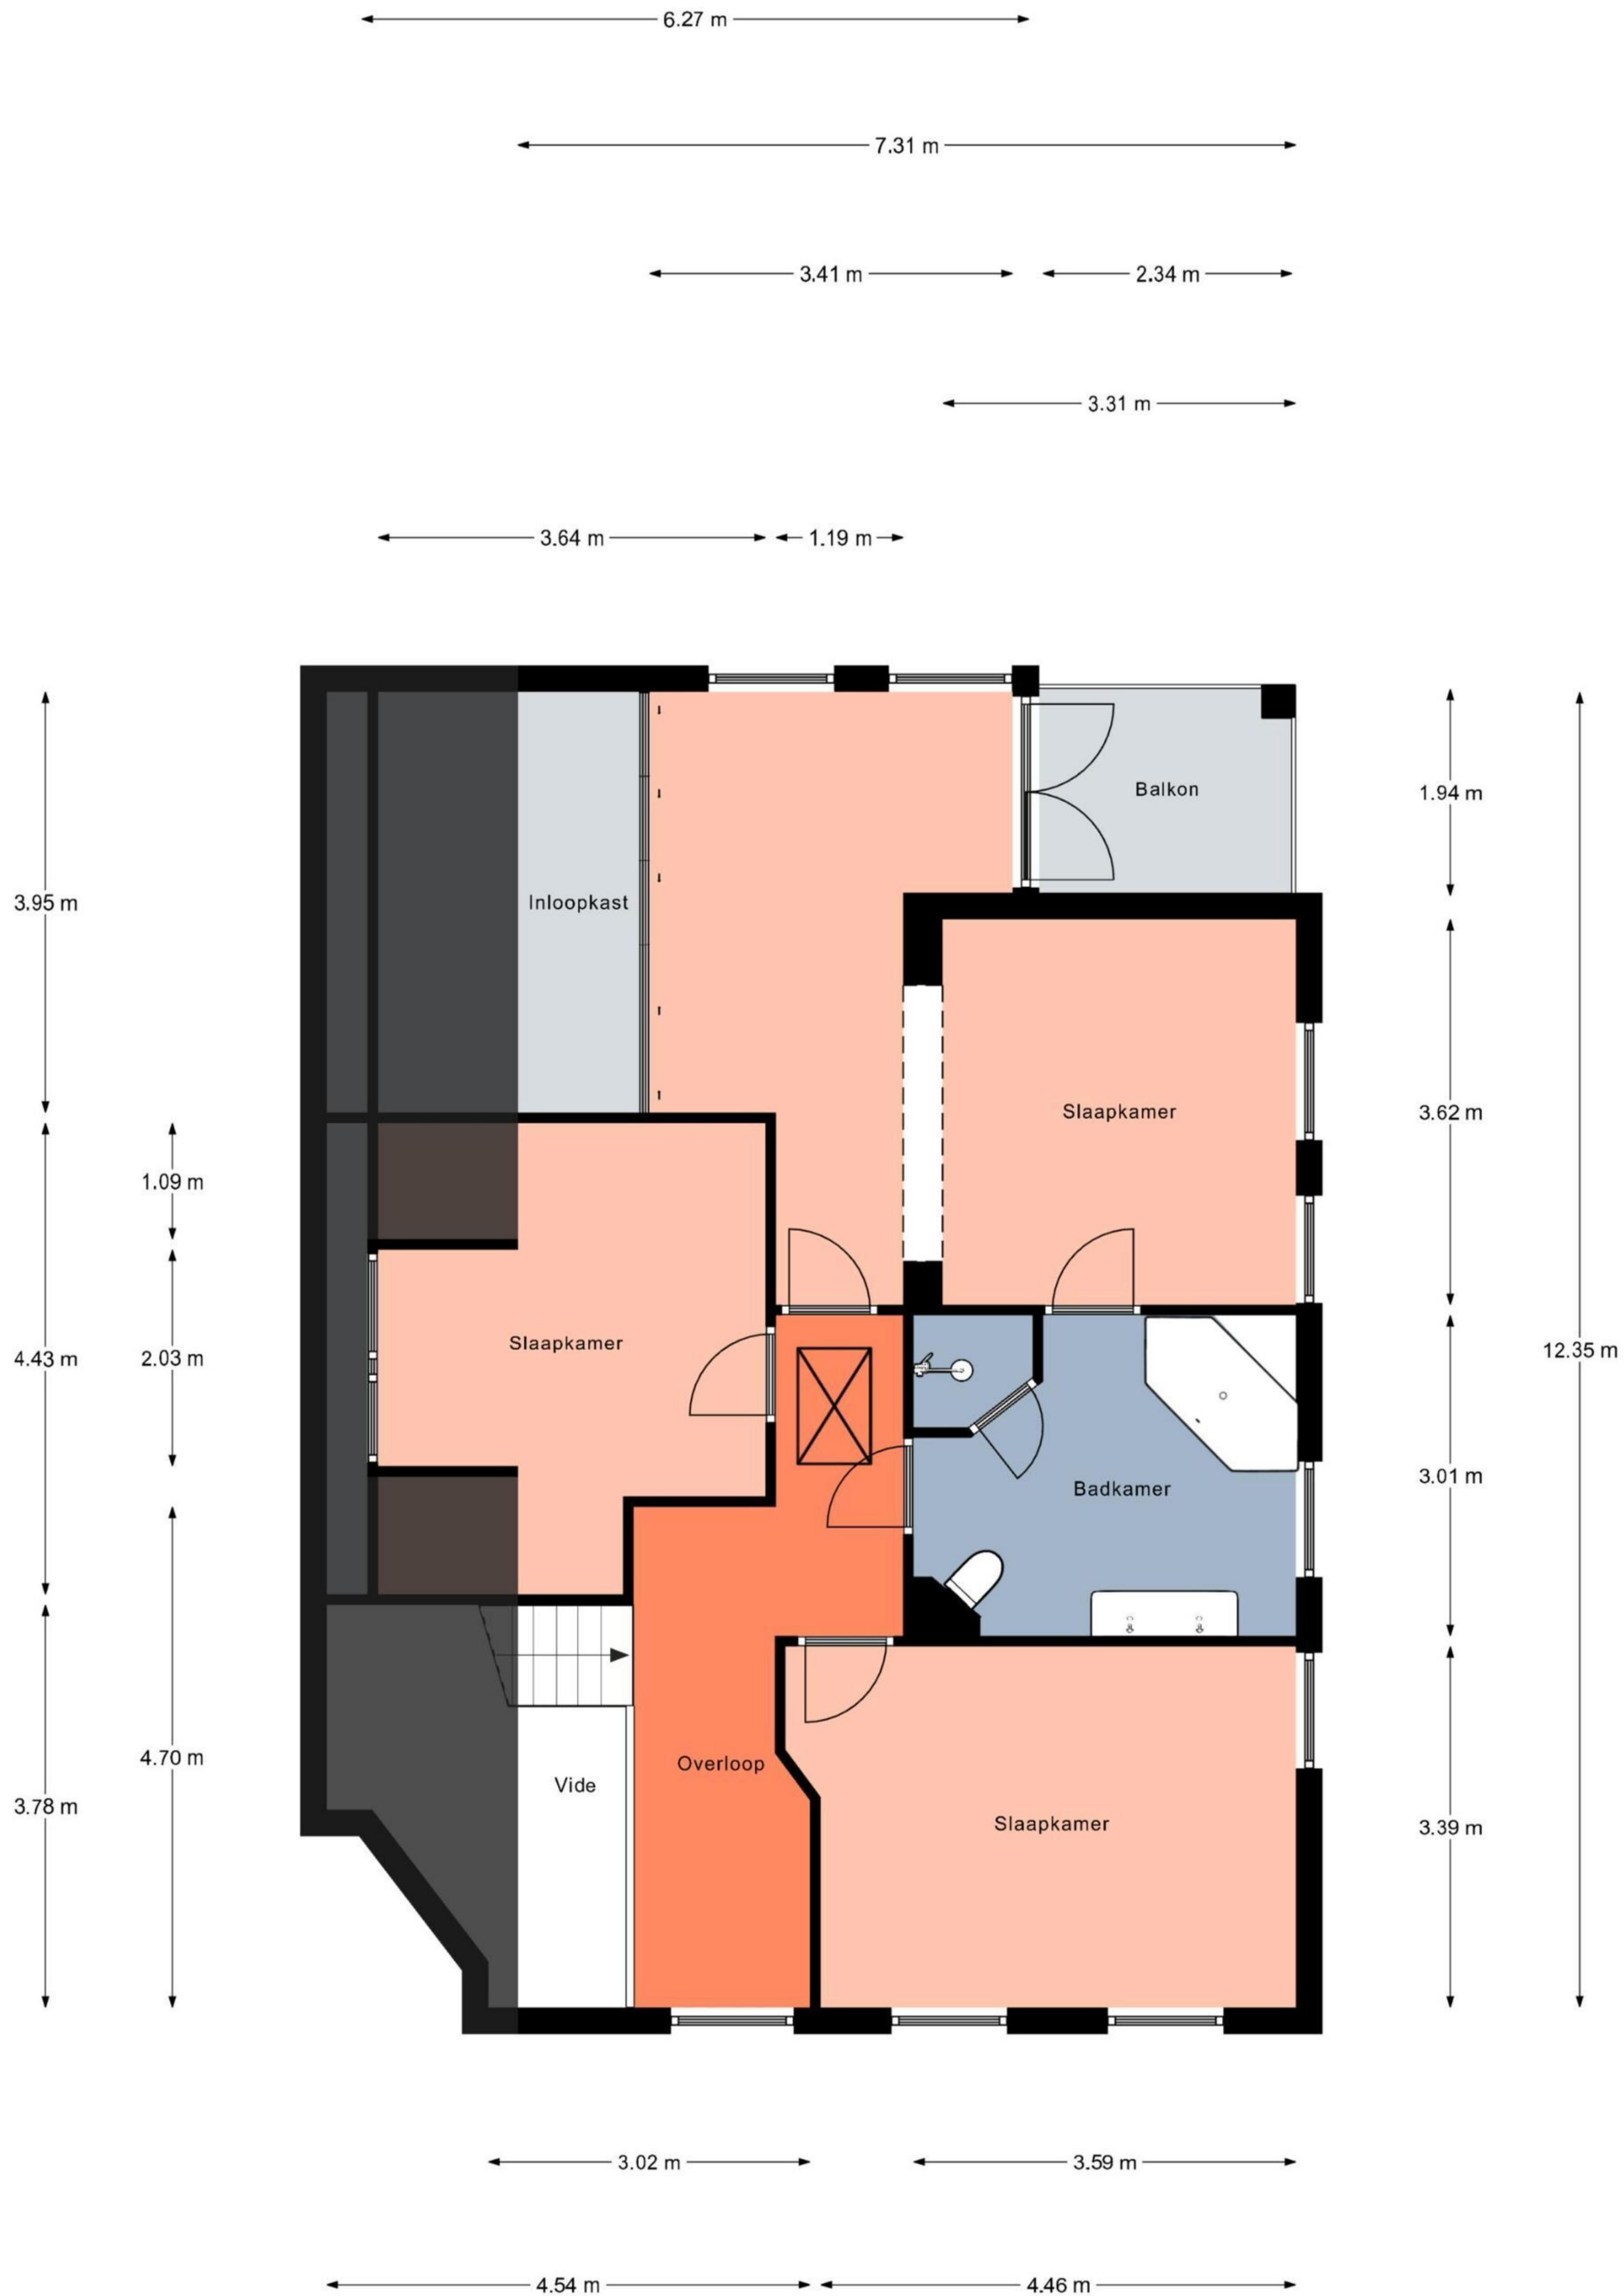 6.27 m
7.31 m
3.41 m
2.34 m
3.31 m
3.64 m
1.19 m
Balkon
1.94 m
3.95 m
Inloopkast
Slaapkamer
3.62 m
1.09 m
Slaapkamer
4.43 m
2.03 m
12.35 m
Badkamer
3.01 m
4.70 m
Overloop
Vide
3.78 m
Slaapkamer
3.39 m
3.02 m
3.59 m
4.54 m
4.46 m